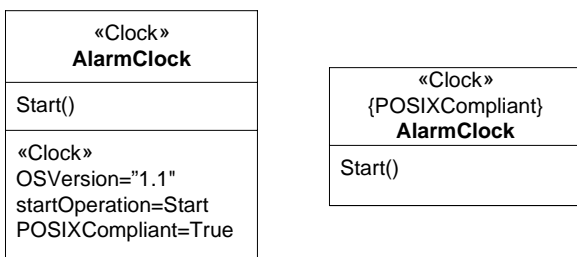 «Clock»
AlarmClock
Start()
«Clock»
OSVersion=”1.1"
startOperation=Start
POSIXCompliant=True
«Clock»
{POSIXCompliant}
AlarmClock
Start()